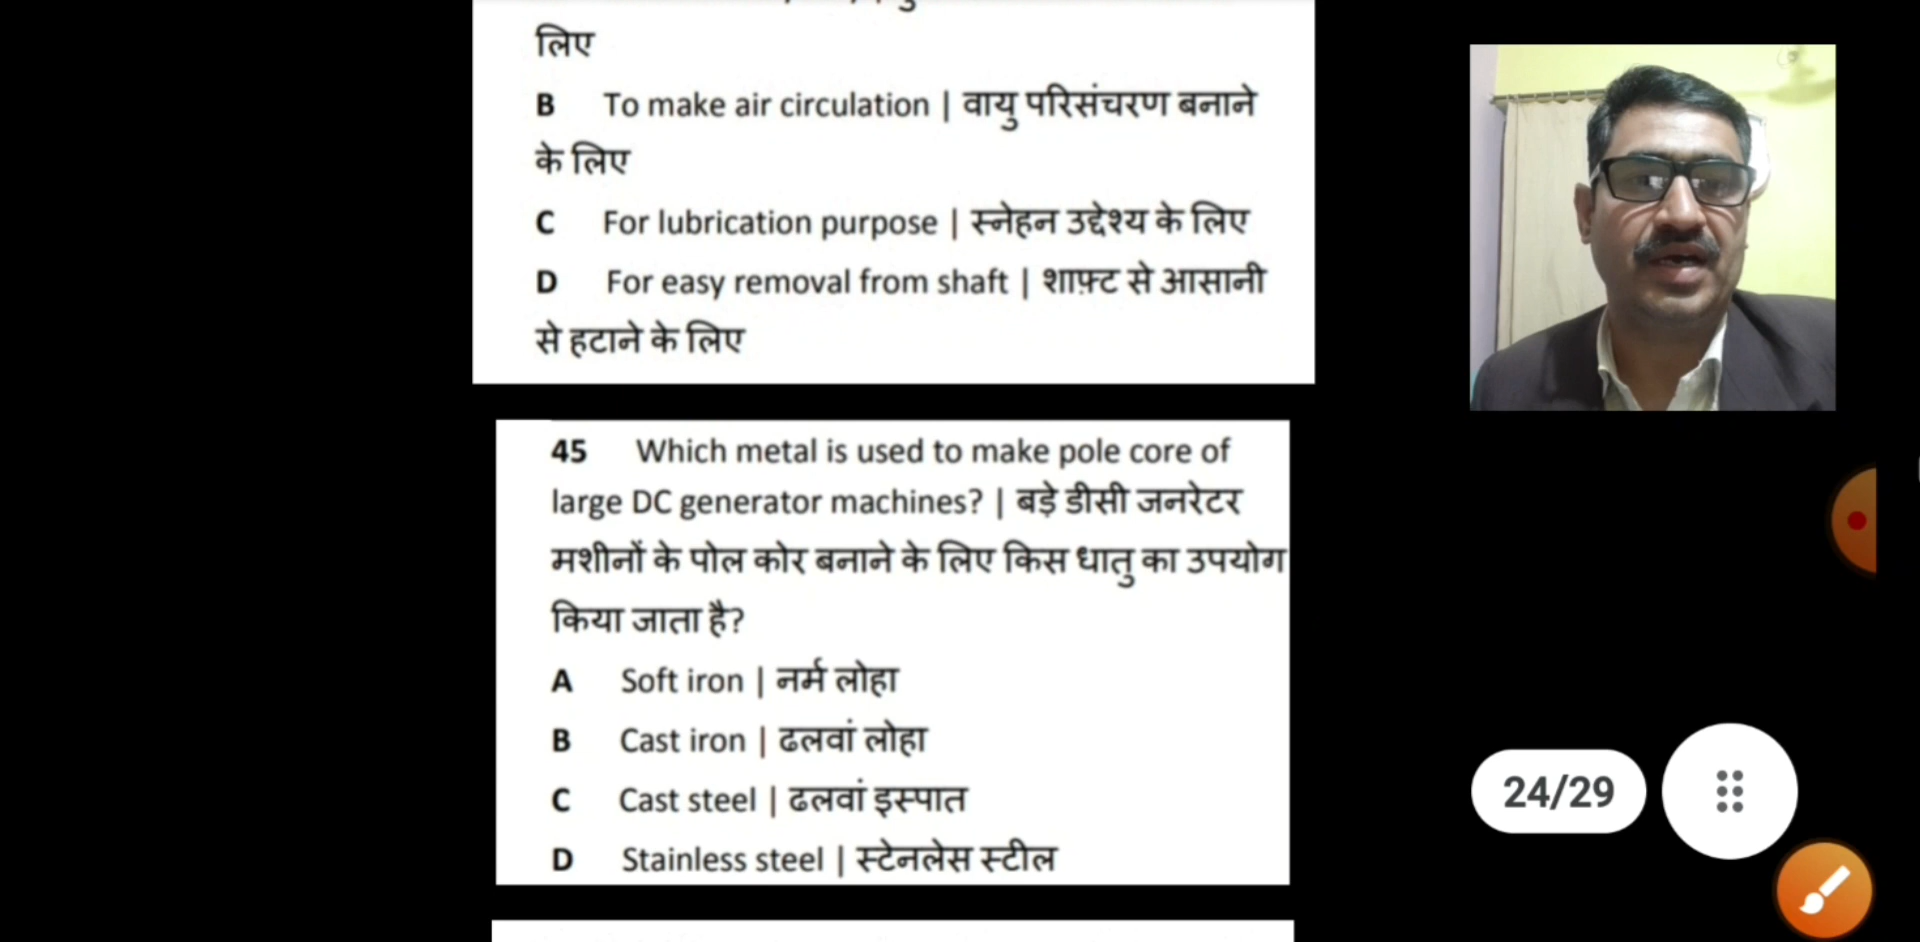 लिए
B To make air circulation | वायु परिसंचरण बनाने
के लिए
C For lubrication purpose | स्नेहन उद्देश्य के लिए
D For easy removal from shaft | शाफ़्ट से आसानी
से हटाने के लिए
45 Which metal is used to make pole core of
large DC generator machines? | बड़े डीसी जनरेटर
मशीनों के पोल कोर बनाने के लिए किस धातु का उपयोग
किया जाता है?
A Soft iron | नर्म लोहा
B Cast iron | ढलवां लोहा
C Cast steel | ढलवां इस्पात
D Stainless steel | स्टेनलेस स्टील
24/29